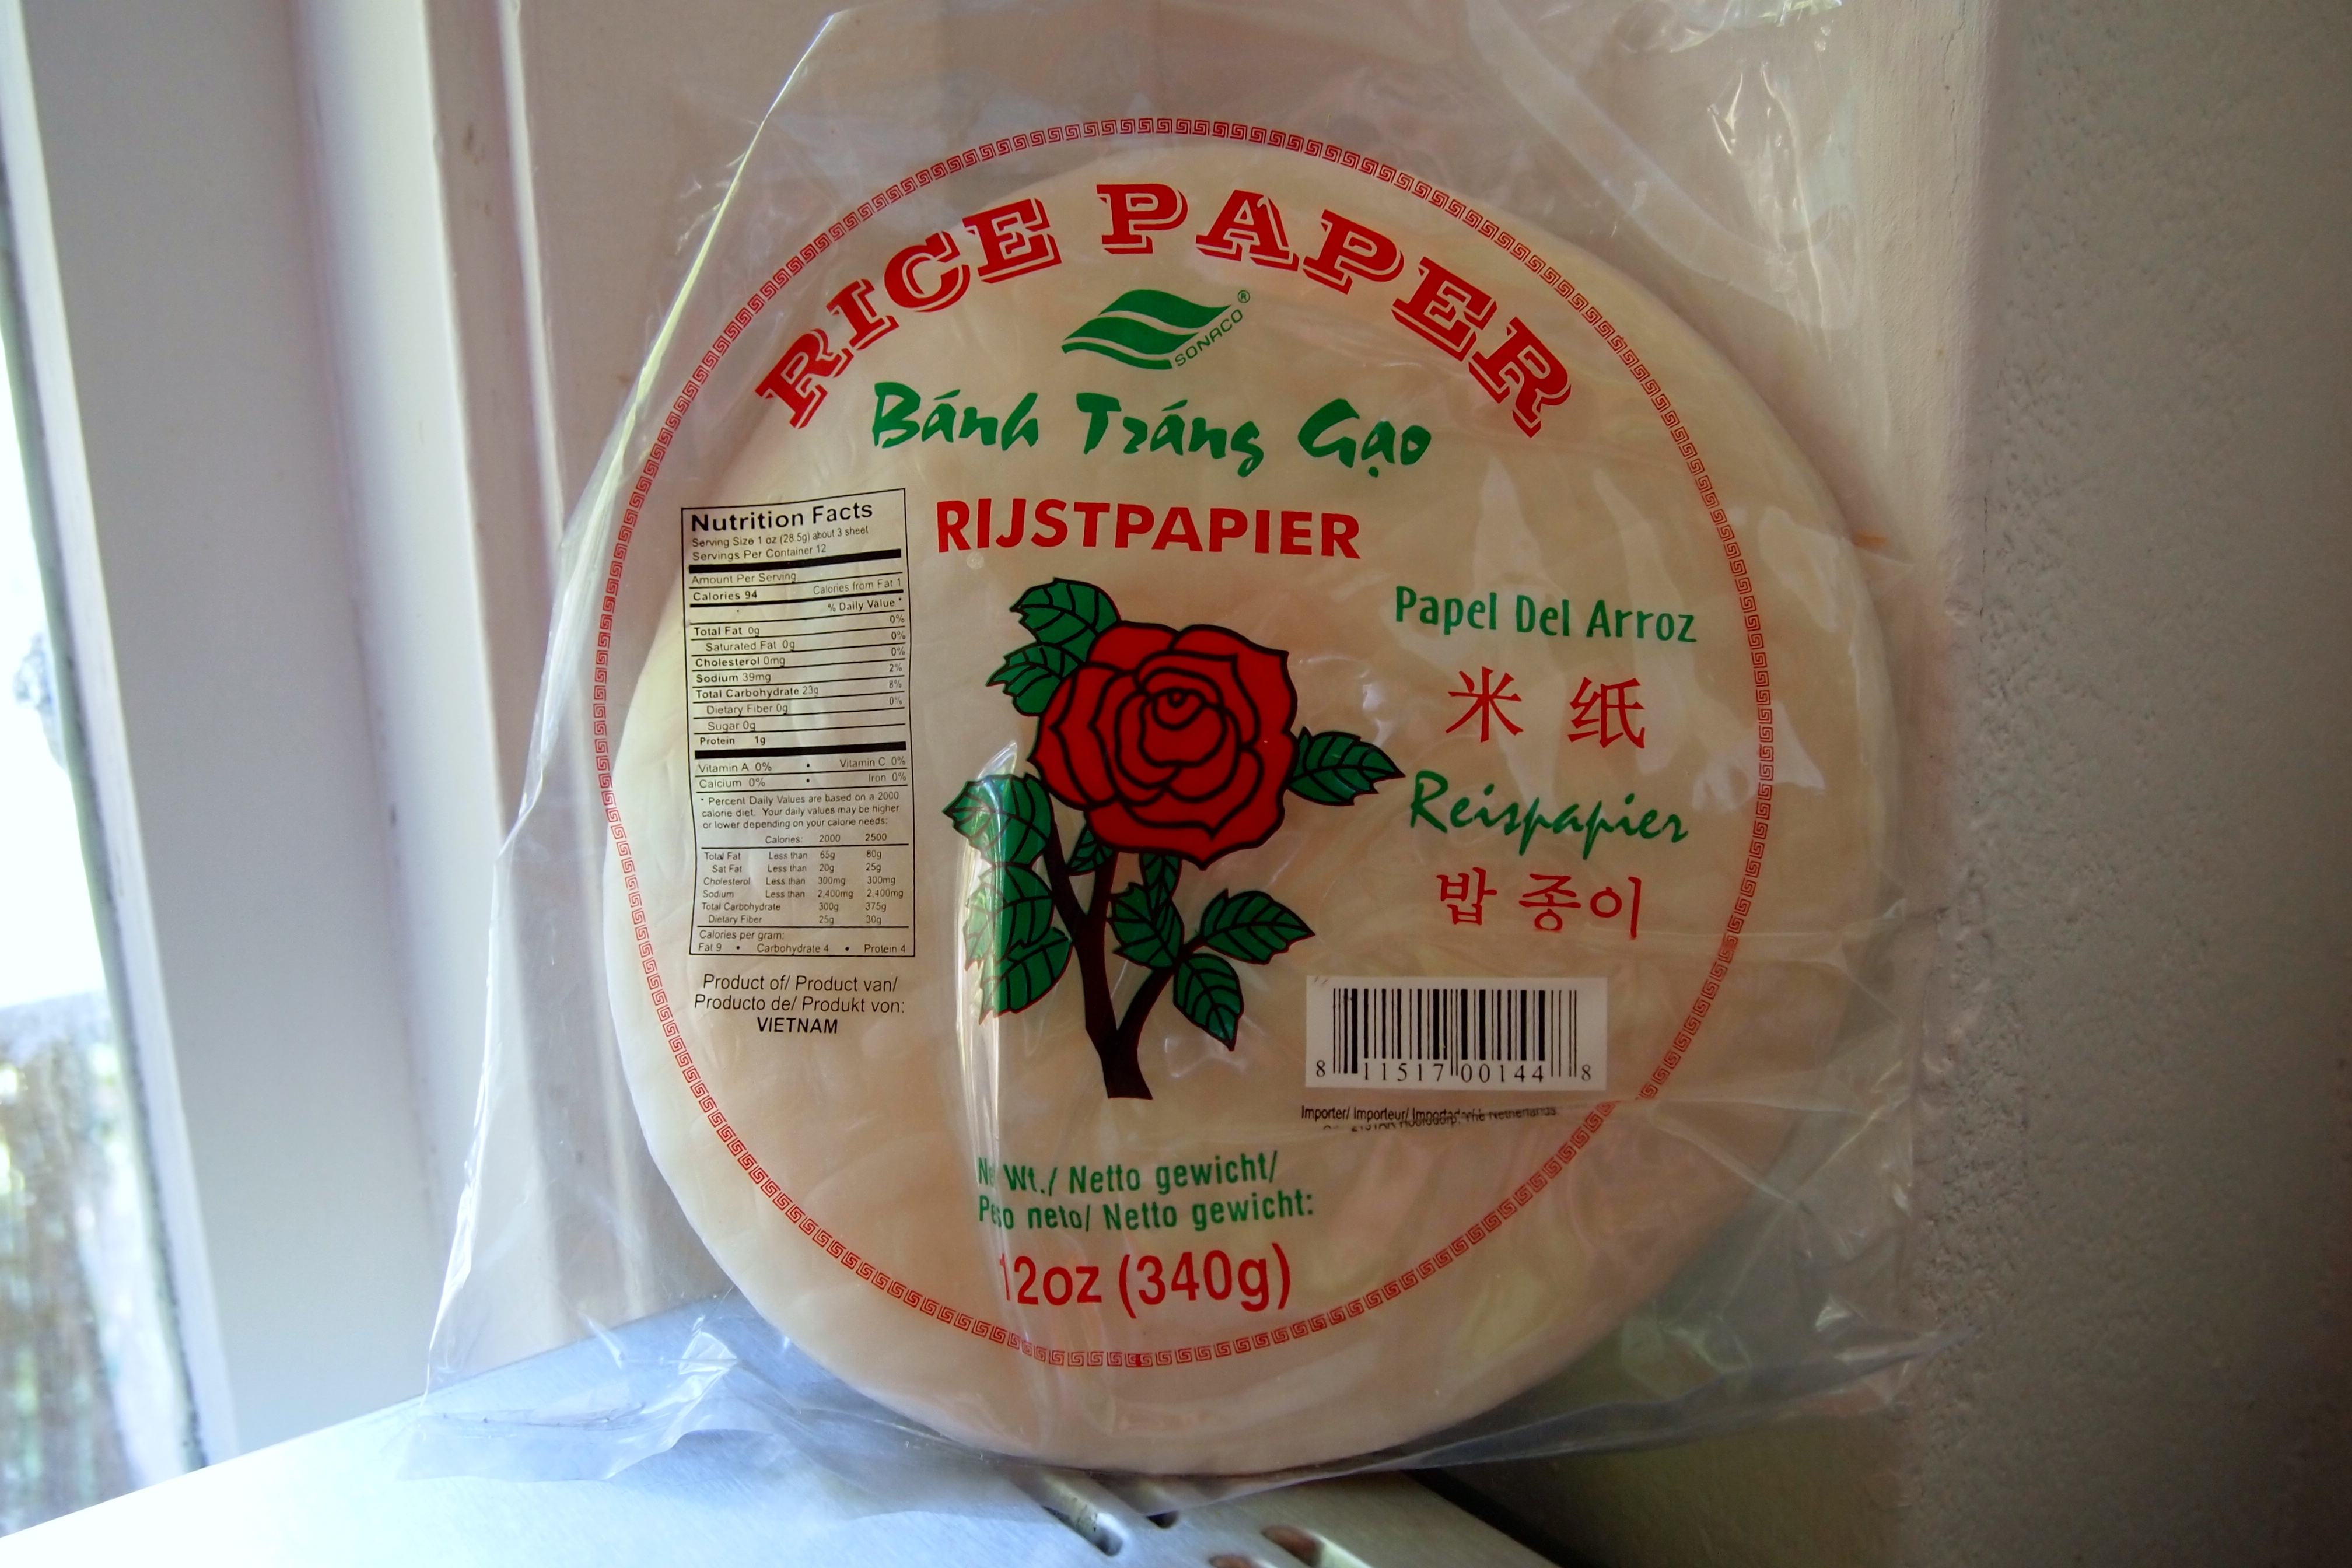 RICE PAPER
SONACO®
Bánh Tráng Gạo
RIJSTPAPIER
Nutrition Facts
Serving Size 1 oz (28.5g) about 3 sheet
Servings Per Container 12
Amount Per Serving
Calories 94 Calories from Fat 1
% Daily Value *
Total Fat 0g 0%
Saturated Fat 0g 0%
Cholesterol 0mg 0%
Sodium 39mg 2%
Total Carbohydrate 23g 8%
Dietary Fiber 0g 0%
Sugar 0g
Protein 1g
Vitamin A 0% • Vitamin C 0%
Calcium 0% • Iron 0%
* Percent Daily Values are based on a 2000
calorie diet. Your daily values may be higher
or lower depending on your calorie needs:
Calories: 2000 2500
Total Fat Less than 65g 80g
Sat Fat Less than 20g 25g
Cholesterol Less than 300mg 300mg
Sodium Less than 2,400mg 2,400mg
Total Carbohydrate 300g 375g
Dietary Fiber 25g 30g
Calories per gram:
Fat 9 • Carbohydrate 4 • Protein 4
Product of/ Product van/
Producto de/ Produkt von:
VIETNAM
Papel Del Arroz
米 纸
Reispapier
밥 종이
8 11517 00144 8
Importer/ Importeur/ Netherlands
Wt./ Netto gewicht/
Peso neto/ Netto gewicht:
12oz (340g)